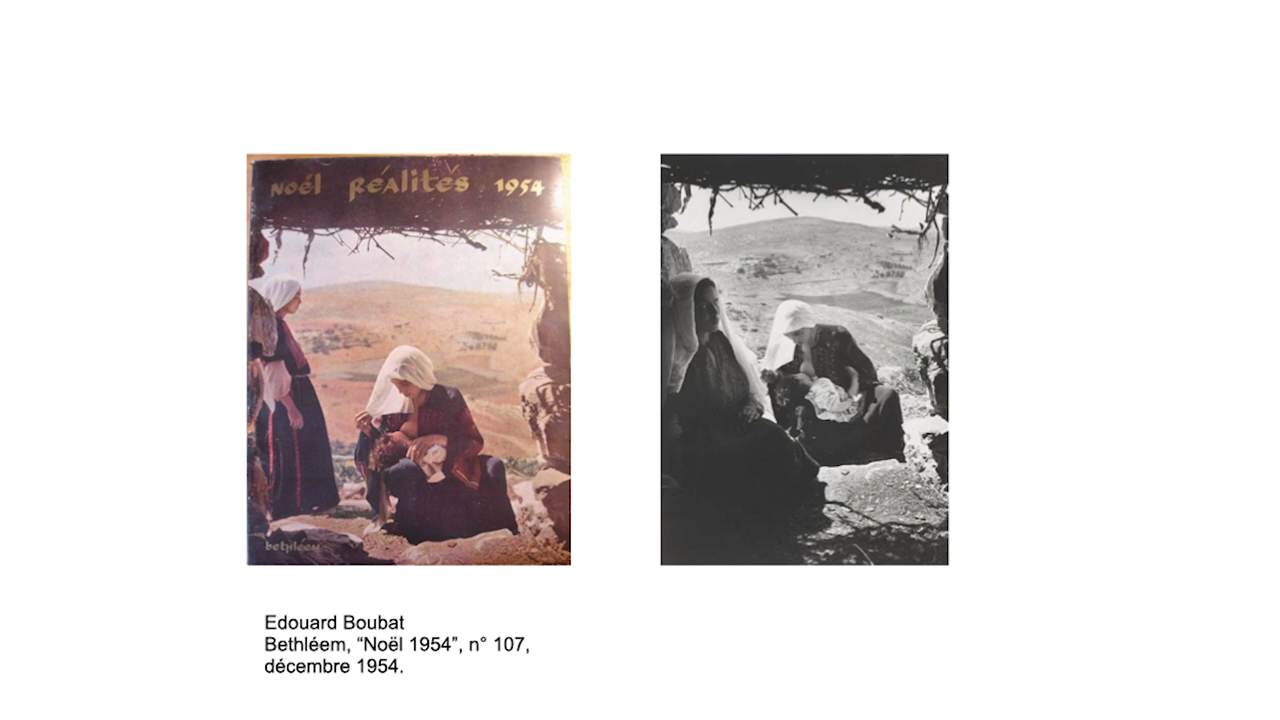 Noël Réalités 1954
bethléem
Edouard Boubat
Bethléem, “Noël 1954”, n° 107,
décembre 1954.